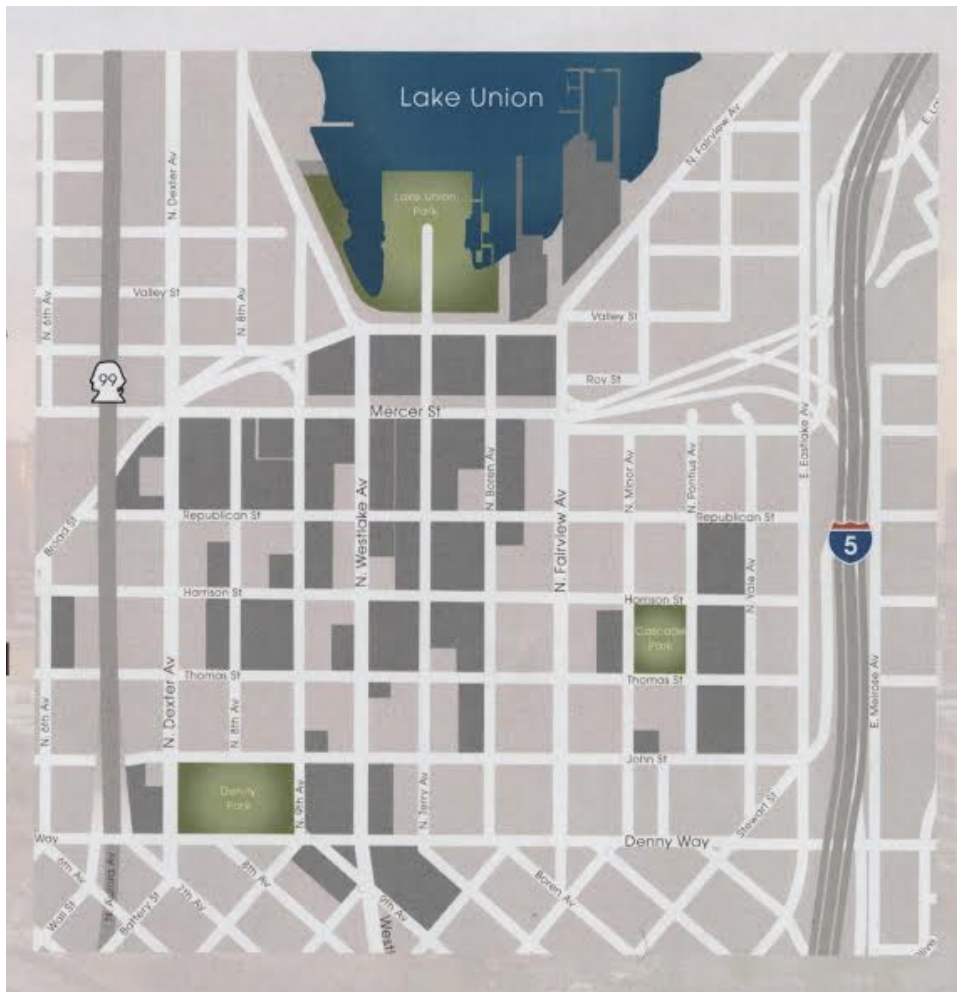 Lake Union
E. La
N. Fairview Av
N. Dexter Av
Lake Union
Park
Valley St
N. 6th Av
N. 8th Av
Valley St
99
Roy St
Mercer St
E. Eastlake Av
N. Boren Av
N. Minor Av
N. Pontius Av
N. Westlake Av
N. Fairview Av
Republican St
Republican St
Broad St
5
N. Yale Av
Harrison St
Harrison St
Cascade
Park
Thomas St
Thomas St
N. Dexter Av
N. 6th Av
N. 8th Av
E. Melrose Av
John St
Denny
Park
N. 9th Av
N. Terry Av
Stewart St
Way
Denny Way
6th Av
Wall St
N. Aurora Av
Battery St
7th Av
8th Av
9th Av
Westl
Boren Av
Olive